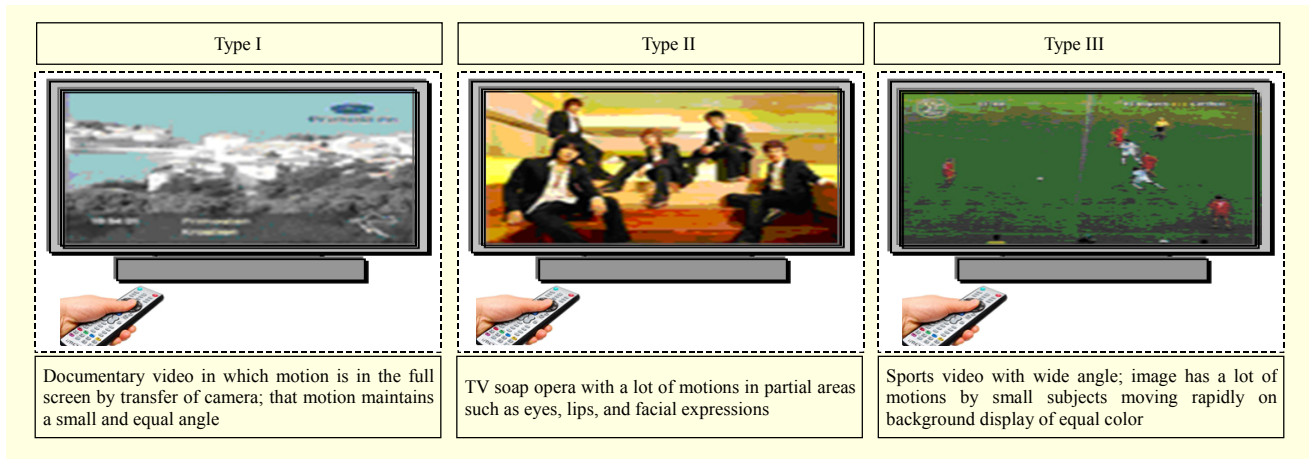 Type I
Type II
Type III
Documentary video in which motion is in the full
screen by transfer of camera; that motion maintains
a small and equal angle
TV soap opera with a lot of motions in partial areas
such as eyes, lips, and facial expressions
Sports video with wide angle; image has a lot of
motions by small subjects moving rapidly on
background display of equal color